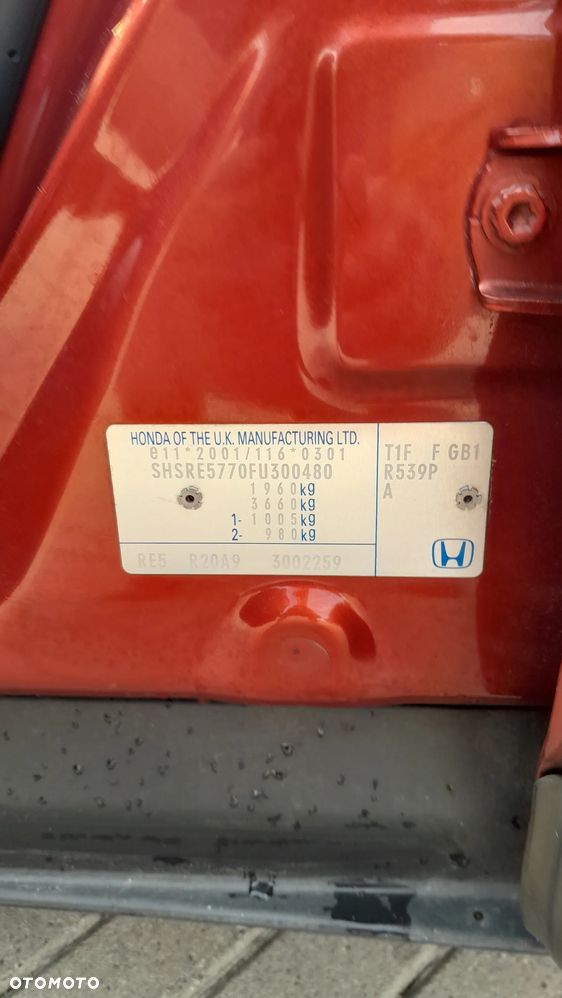 HONDA OF THE U.K. MANUFACTURING LTD.
e11*2001/116*0301
SHSRE5770FU300480
1960kg
3660kg
1- 1005kg
2- 980kg
RE5 R20A9 3002259
T1F F GB1
R539P
A
OTOMOTO